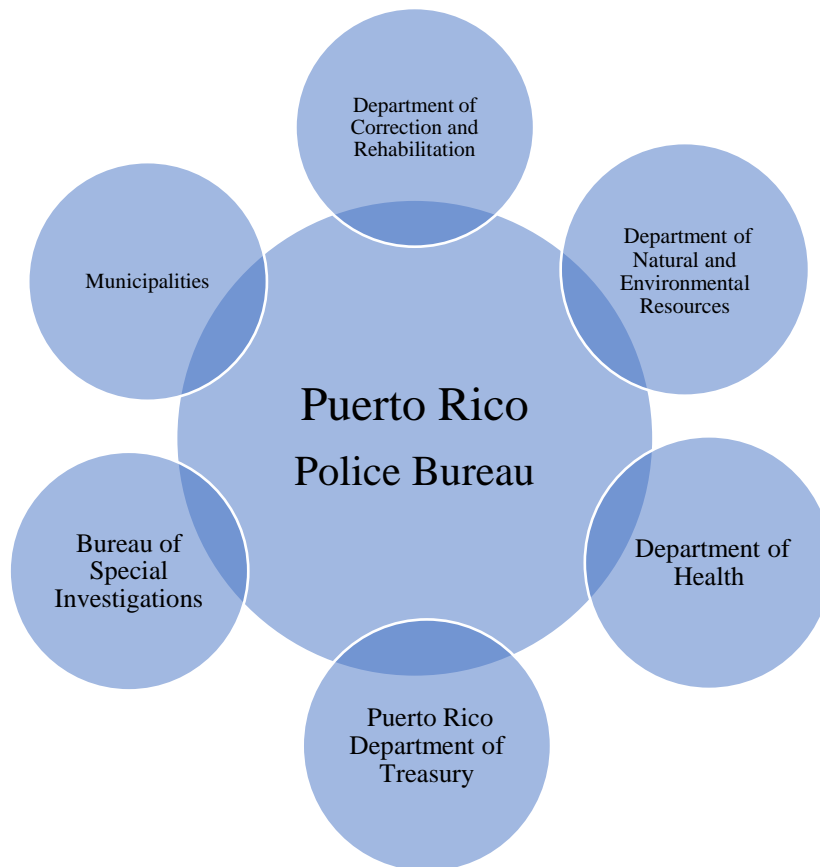 Department of
Correction and
Rehabilitation
Department of
Natural and
Environmental
Resources
Municipalities
Puerto Rico
Police Bureau
Bureau of
Special
Investigations
Department of
Health
Puerto Rico
Department of
Treasury